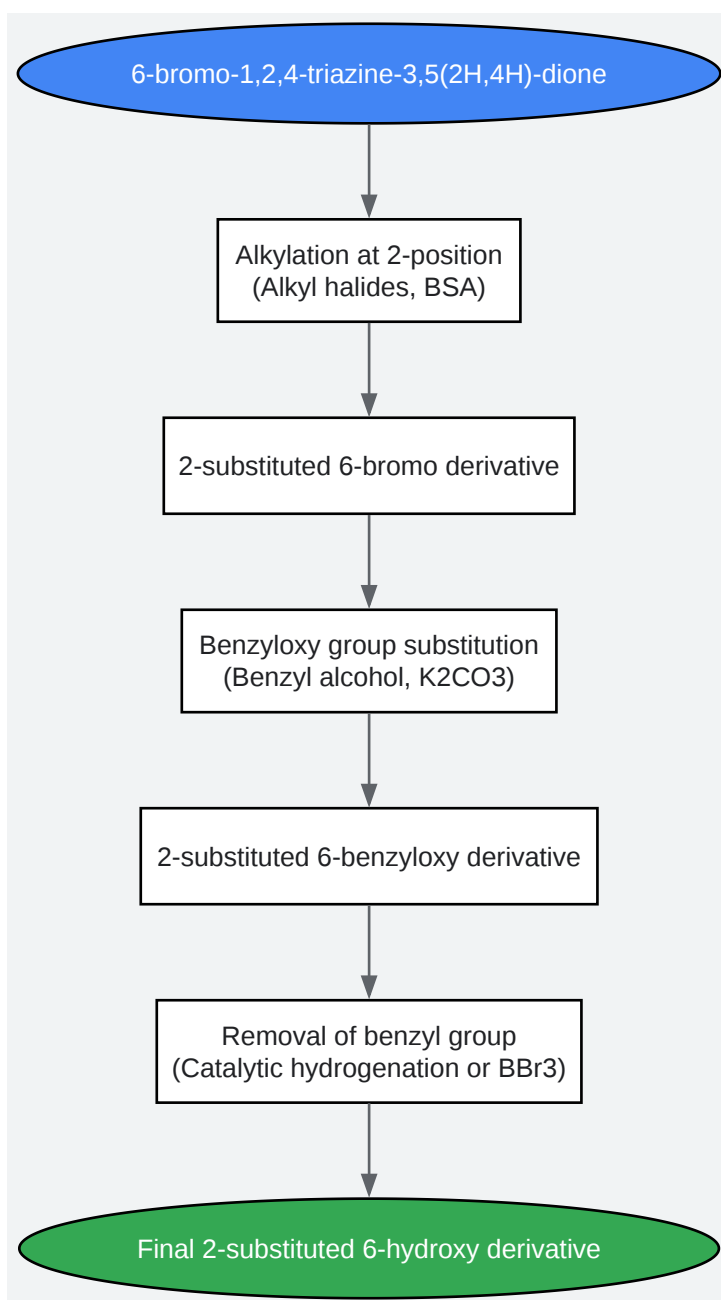 6-bromo-1,2,4-triazine-3,5(2H,4H)-dione
Alkylation at 2-position
(Alkyl halides, BSA)
2-substituted 6-bromo derivative
Benzyloxy group substitution
(Benzyl alcohol, K2CO3)
2-substituted 6-benzyloxy derivative
Removal of benzyl group
(Catalytic hydrogenation or BBr3)
Final 2-substituted 6-hydroxy derivative